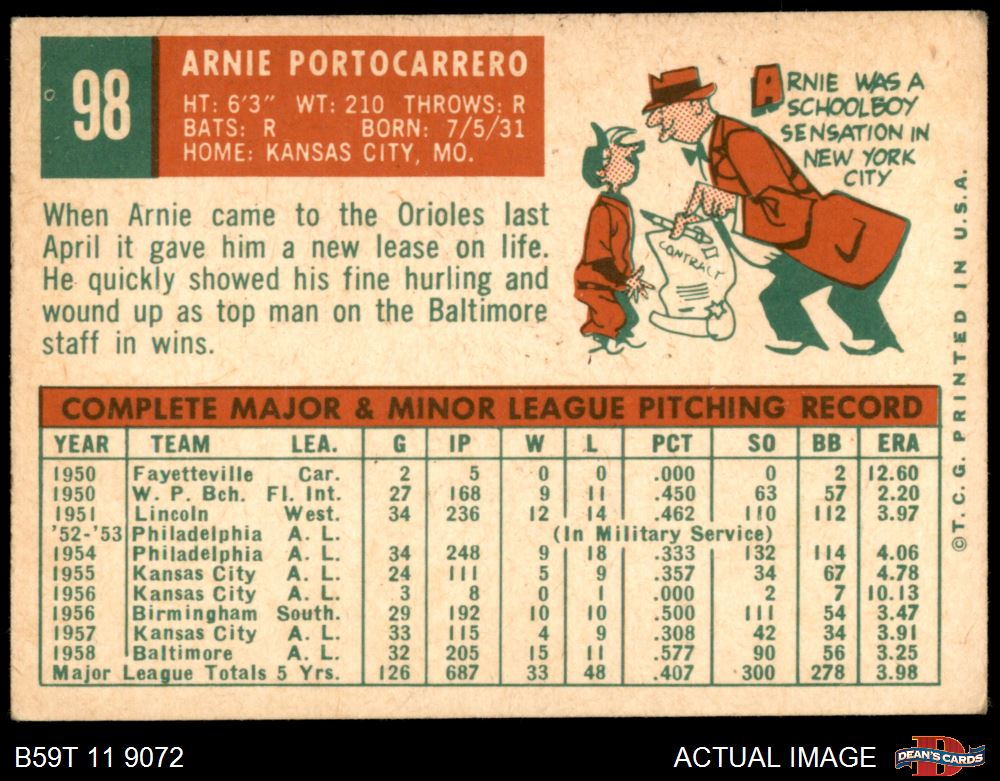 98
ARNIE PORTOCARRERO
HT: 6'3" WT: 210 THROWS: R
BATS: R BORN: 7/5/31
HOME: KANSAS CITY, MO.
ARNIE WAS A
SCHOOLBOY
SENSATION IN
NEW YORK
CITY
CONTRACT
When Arnie came to the Orioles last
April it gave him a new lease on life.
He quickly showed his fine hurling and
wound up as top man on the Baltimore
staff in wins.
COMPLETE MAJOR & MINOR LEAGUE PITCHING RECORD
YEAR TEAM LEA. G IP W L PCT SO BB ERA
1950 Fayetteville Car. 2 5 0 0 .000 0 2 12.60
1950 W. P. Bch. Fl. Int. 27 168 9 11 .450 63 57 2.20
1951 Lincoln West. 34 236 12 14 .462 110 112 3.97
'52-'53 Philadelphia A. L. (In Military Service)
1954 Philadelphia A. L. 34 248 9 18 .333 132 114 4.06
1955 Kansas City A. L. 24 111 5 9 .357 34 67 4.78
1956 Kansas City A. L. 3 8 0 1 .000 2 7 10.13
1956 Birmingham South. 29 192 10 10 .500 111 54 3.47
1957 Kansas City A. L. 33 115 4 9 .308 42 34 3.91
1958 Baltimore A. L. 32 205 15 11 .577 90 56 3.25
Major League Totals 5 Yrs. 126 687 33 48 .407 300 278 3.98
©T. C. G. PRINTED IN U.S.A.
B59T 11 9072
ACTUAL IMAGE
DEAN'S CARDS